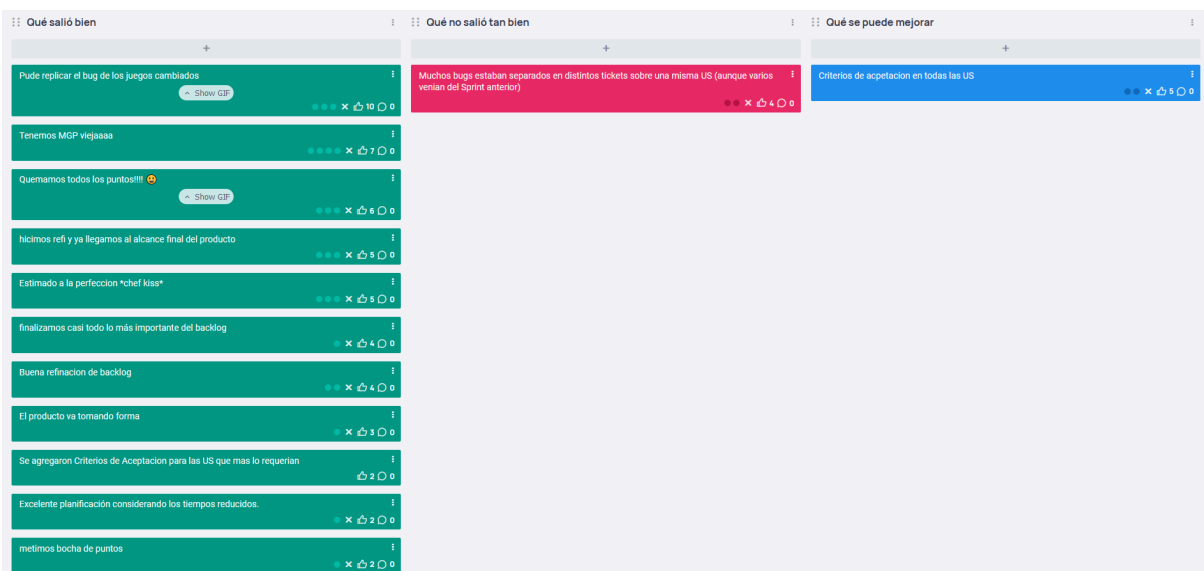 Qué salió bien
+
Pude replicar el bug de los juegos cambiados
Show GIF
10 0
Tenemos MGP viejaaaa
7 0
Quemamos todos los puntos!!!! 😀
Show GIF
6 0
hicimos refi y ya llegamos al alcance final del producto
5 0
Estimado a la perfeccion *chef kiss*
5 0
finalizamos casi todo lo más importante del backlog
4 0
Buena refinacion de backlog
4 0
El producto va tomando forma
3 0
Se agregaron Criterios de Aceptacion para las US que mas lo requerian
2 0
Excelente planificación considerando los tiempos reducidos.
2 0
metimos bocha de puntos
2 0
Qué no salió tan bien
+
Muchos bugs estaban separados en distintos tickets sobre una misma US (aunque varios
venian del Sprint anterior)
4 0
Qué se puede mejorar
+
Criterios de acpetacion en todas las US
5 0